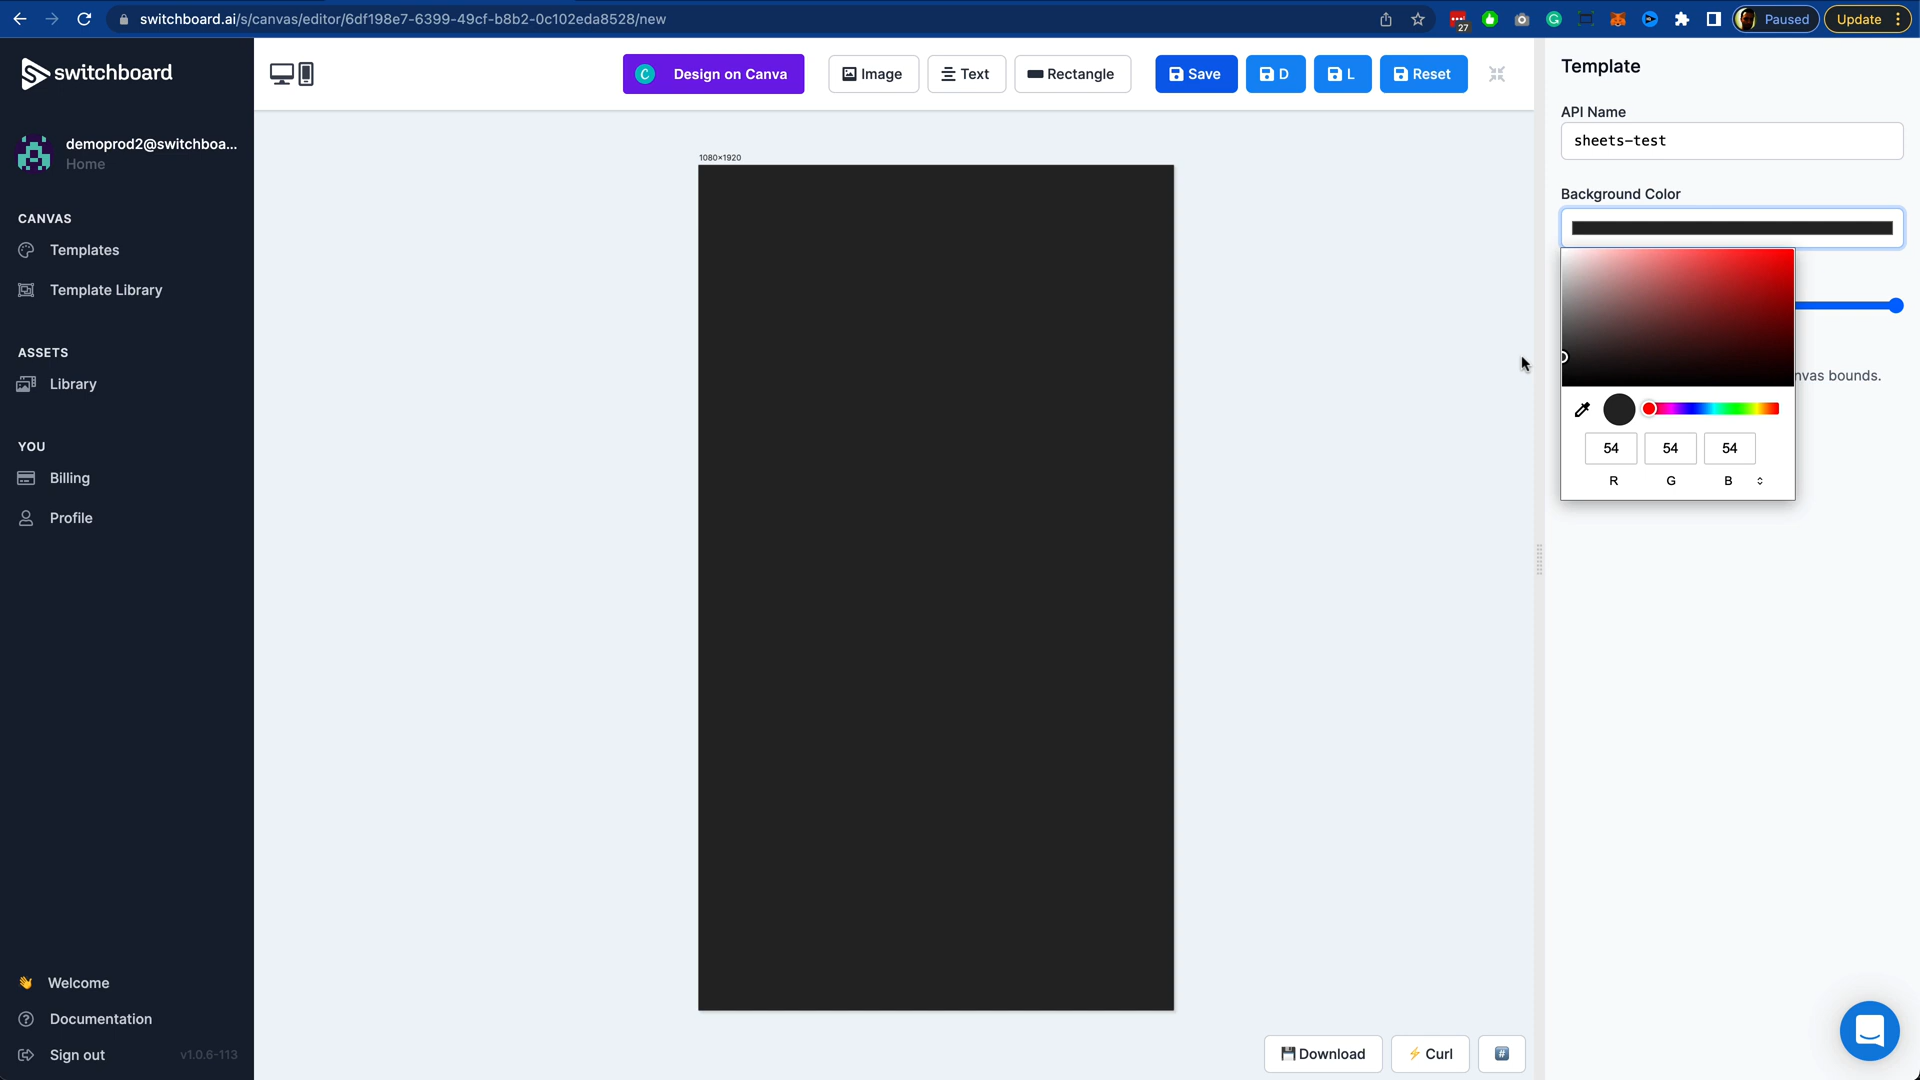 switchboard.ai/s/canvas/editor/6df198e7-6399-49cf-b8b2-0c102eda8528/new
27
Paused
Update
switchboard
demoprod2@switchboa...
Home
CANVAS
Templates
Template Library
ASSETS
Library
YOU
Billing
Profile
Welcome
Documentation
Sign out
v1.0.6-113
C
Design on Canva
Image
Text
Rectangle
Save
D
L
Reset
1080×1920
Download
Curl
#
Template
API Name
sheets-test
Background Color
nvas bounds.
54 54 54
R G B